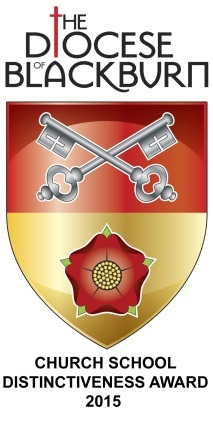 THE
DIOCESE
OF BLACKBURN
CHURCH SCHOOL
DISTINCTIVENESS AWARD
2015